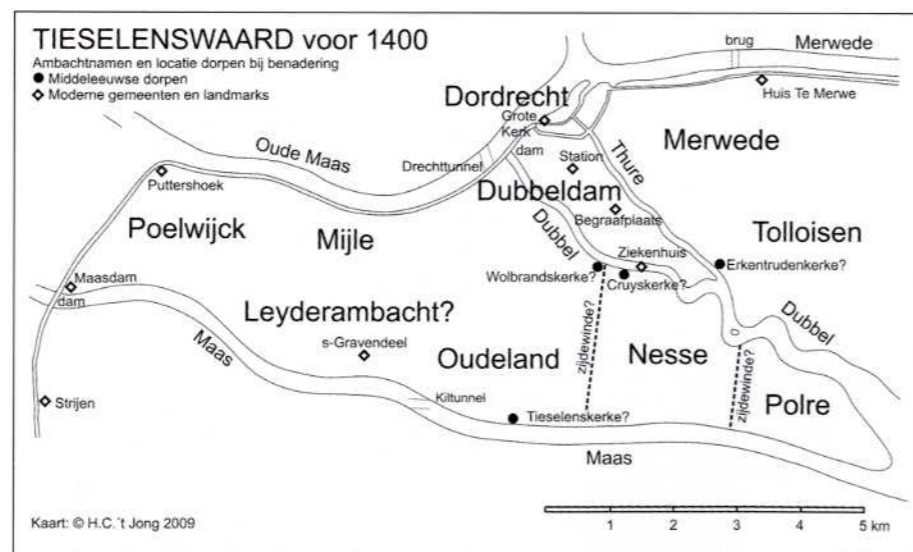 TIESELENSWAARD voor 1400
Ambachtnamen en locatie dorpen bij benadering
Middeleeuwse dorpen
Moderne gemeenten en landmarks
brug
Merwede
Huis Te Merwe
Dordrecht
Grote
Kerk
dam
Merwede
Oude Maas
Drechttunnel
Station
Thure
Puttershoek
Dubbeldam
Begraafplaats
Poelwijck
Mijle
Dubbel
Tolloisen
Ziekenhuis
Wolbrandskerke?
Cruyskerke?
Erkentrudenkerke?
Maasdam
dam
Leyderambacht?
Dubbel
Maas
s-Gravendeel
Oudeland
zijdewinde?
Nesse
zijdewinde?
Polre
Strijen
Kiltunnel
Tieselenskerke?
Maas
Kaart: © H.C.´t Jong 2009
1 2 3 4 5 km